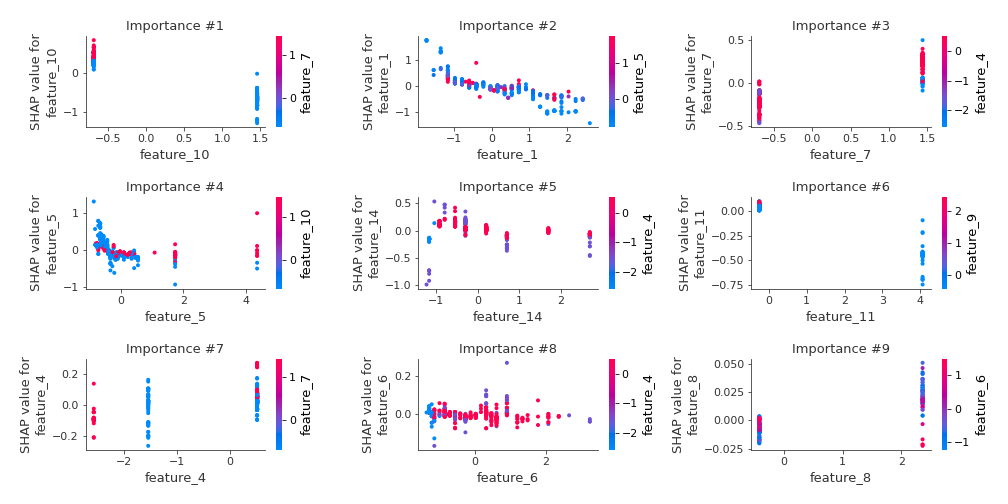 Importance #1
SHAP value for
feature_10
0
−1
−0.5
0.0
0.5
1.0
1.5
feature_10
1
0
feature_7
Importance #2
SHAP value for
feature_1
1
0
−1
−1
0
1
2
feature_1
1
0
feature_5
Importance #3
SHAP value for
feature_7
0.5
0.0
−0.5
−0.5
0.0
0.5
1.0
1.5
feature_7
0
−1
−2
feature_4
Importance #4
SHAP value for
feature_5
1
0
−1
0
2
4
feature_5
1
0
feature_10
Importance #5
SHAP value for
feature_14
0.5
0.0
−0.5
−1.0
−1
0
1
2
feature_14
0
−1
−2
feature_4
Importance #6
SHAP value for
feature_11
0.00
−0.25
−0.50
−0.75
0
1
2
3
4
feature_11
2
1
0
feature_9
Importance #7
SHAP value for
feature_4
0.2
0.0
−0.2
−2
−1
0
feature_4
1
0
feature_7
Importance #8
SHAP value for
feature_6
0.2
0.0
0
2
feature_6
0
−1
−2
feature_4
Importance #9
SHAP value for
feature_8
0.050
0.025
0.000
−0.025
0
1
2
feature_8
1
0
−1
feature_6